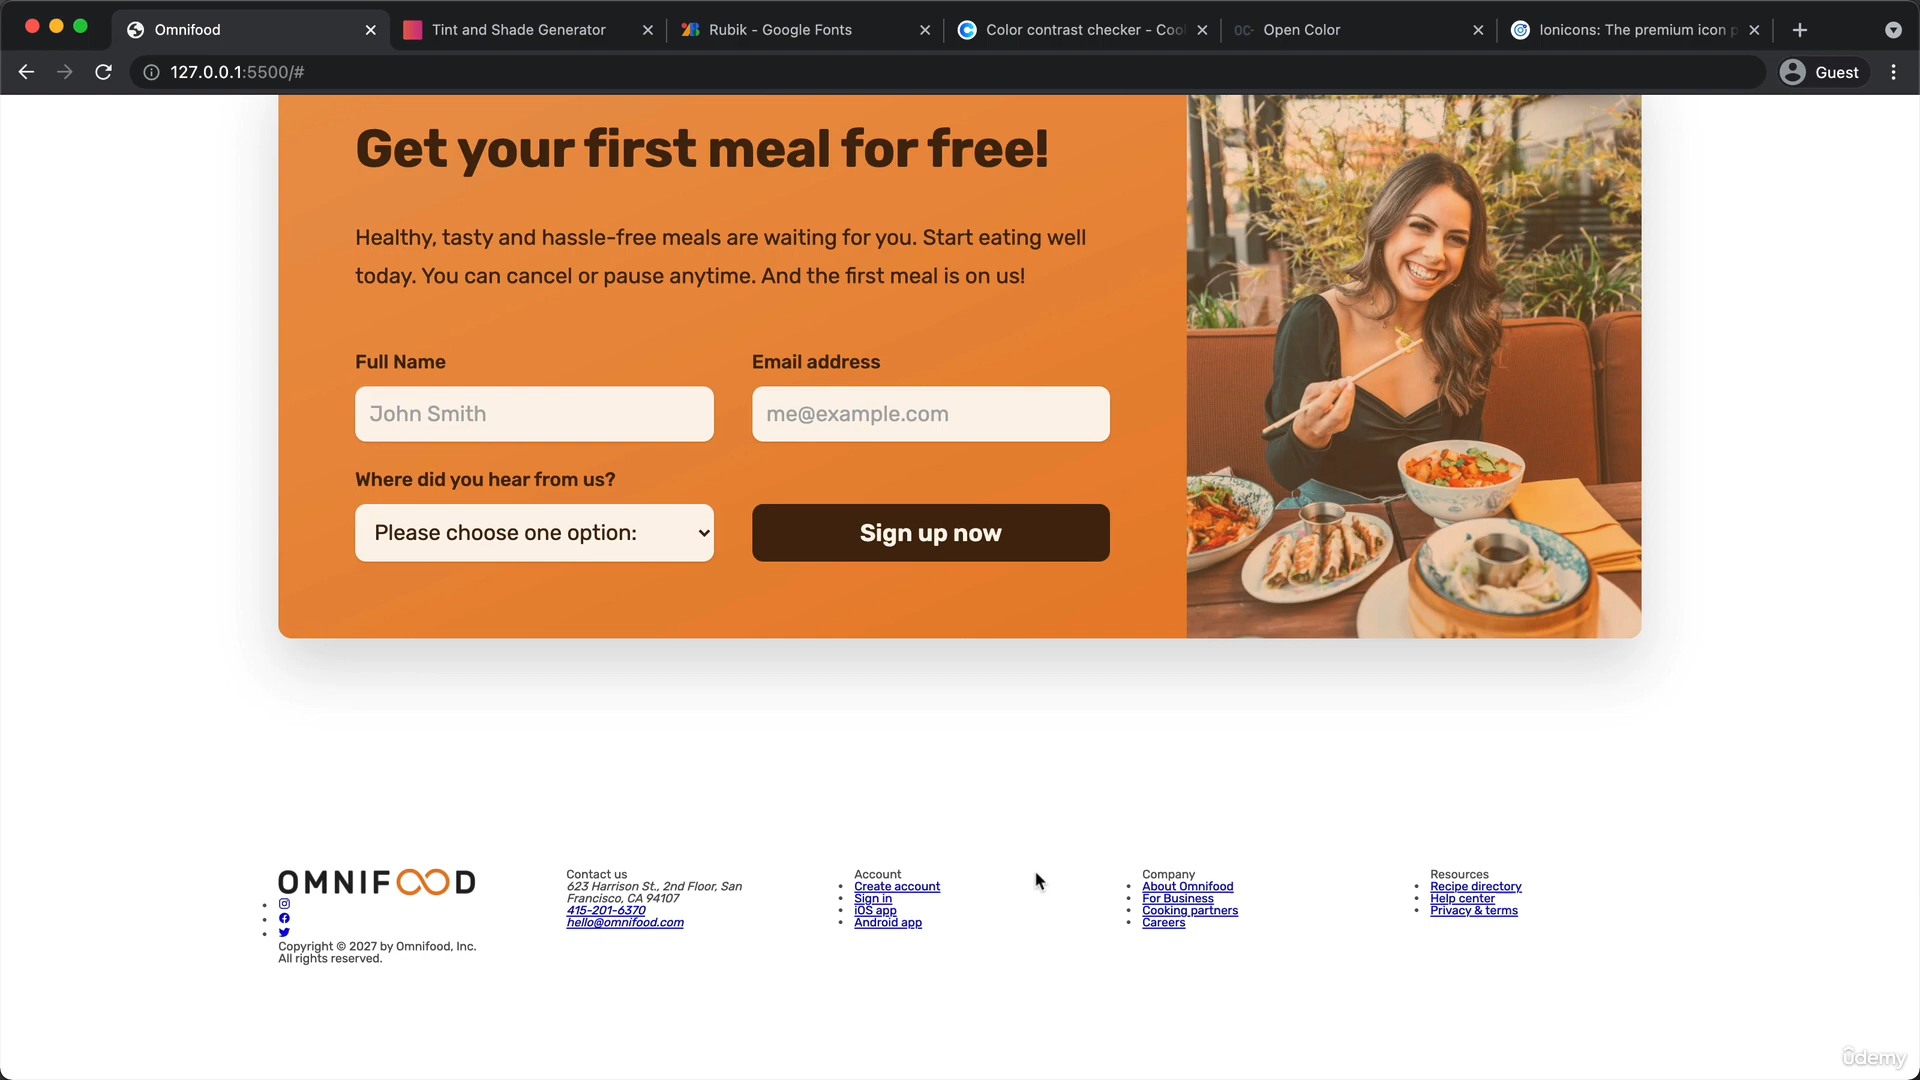 Omnifood
Tint and Shade Generator
Rubik - Google Fonts
Color contrast checker - Coo
Open Color
Ionicons: The premium icon p
127.0.0.1:5500/#
Guest
Get your first meal for free!
Healthy, tasty and hassle-free meals are waiting for you. Start eating well
today. You can cancel or pause anytime. And the first meal is on us!
Full Name
Email address
John Smith
me@example.com
Where did you hear from us?
Please choose one option:
Sign up now
OMNIFOOD
Copyright © 2027 by Omnifood, Inc.
All rights reserved.
Contact us
623 Harrison St., 2nd Floor, San
Francisco, CA 94107
415-201-6370
hello@omnifood.com
Account
Create account
Sign in
iOS app
Android app
Company
About Omnifood
For Business
Cooking partners
Careers
Resources
Recipe directory
Help center
Privacy & terms
ûdemy